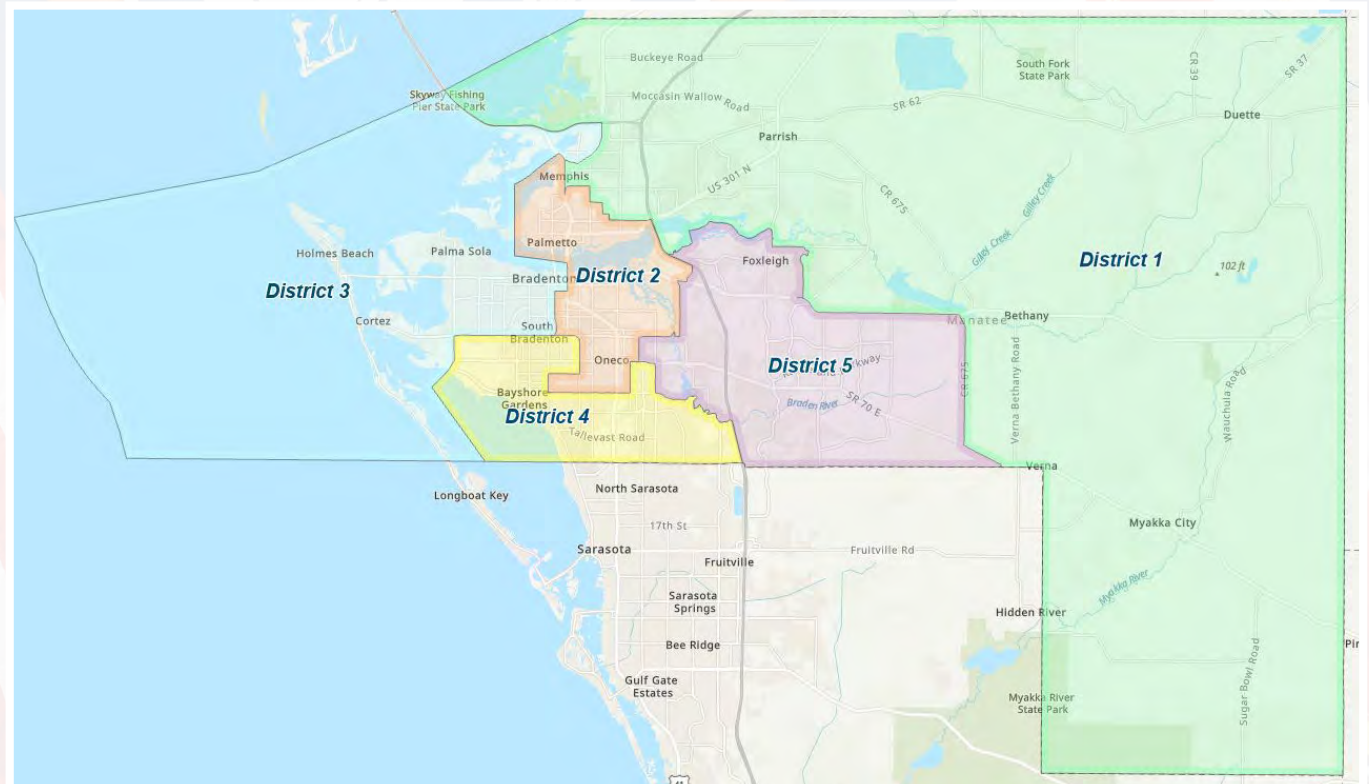 Buckeye Road
South Fork
State Park
CR 39
SR 37
Skyway Fishing
Pier State Park
Moccasin Wallow Road
SR 62
Duette
Parrish
Memphis
US 301 N
CR 675
Gilley Creek
Palmetto
Holmes Beach
Palma Sola
Foxleigh
Gilley Creek
District 1
102 ft
Bradenton
District 2
District 3
Cortez
South
Bradenton
Manatee
Bethany
Oneco
District 5
CR 675
Verna Bethany Road
Wauchula Road
Bayshore
Gardens
Braden River
SR 70 E
District 4
Tallevast Road
Verna
Longboat Key
North Sarasota
17th St
Myakka City
Sarasota
Fruitville
Fruitville Rd
Sarasota
Springs
Myakka River
Hidden River
Bee Ridge
Gulf Gate
Estates
Myakka River
State Park
Sugar Bowl Road
41